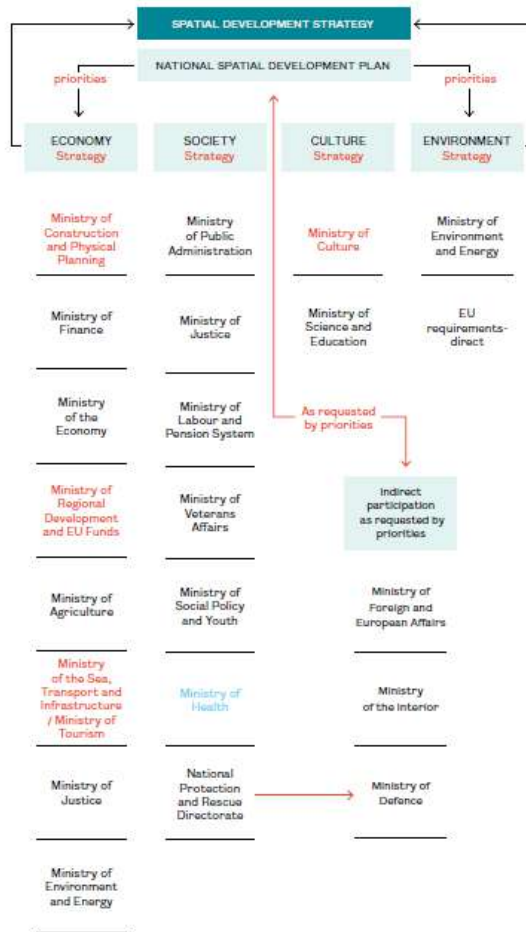 SPATIAL DEVELOPMENT STRATEGY
NATIONAL SPATIAL DEVELOPMENT PLAN
priorities
priorities
ECONOMY
Strategy
SOCIETY
Strategy
CULTURE
Strategy
ENVIRONMENT
Strategy
Ministry of
Construction
and Physical
Planning
Ministry
of Public
Administration
Ministry of
Culture
Ministry of
Environment
and Energy
Ministry of
Finance
Ministry of
Justice
Ministry of
Science and
Education
EU
requirements-
direct
Ministry
of the
Economy
Ministry of
Labour and
Pension System
As requested
by priorities
Ministry of
Regional
Development
and EU Funds
Ministry of
Veterans
Affairs
Indirect
participation
as requested by
priorities
Ministry of
Agriculture
Ministry of
Social Policy
and Youth
Ministry of
Foreign and
European Affairs
Ministry
of the Sea,
Transport and
Infrastructure
/ Ministry of
Tourism
Ministry of
Health
Ministry
of the Interior
Ministry of
Justice
National
Protection
and Rescue
Directorate
Ministry of
Defence
Ministry of
Environment
and Energy